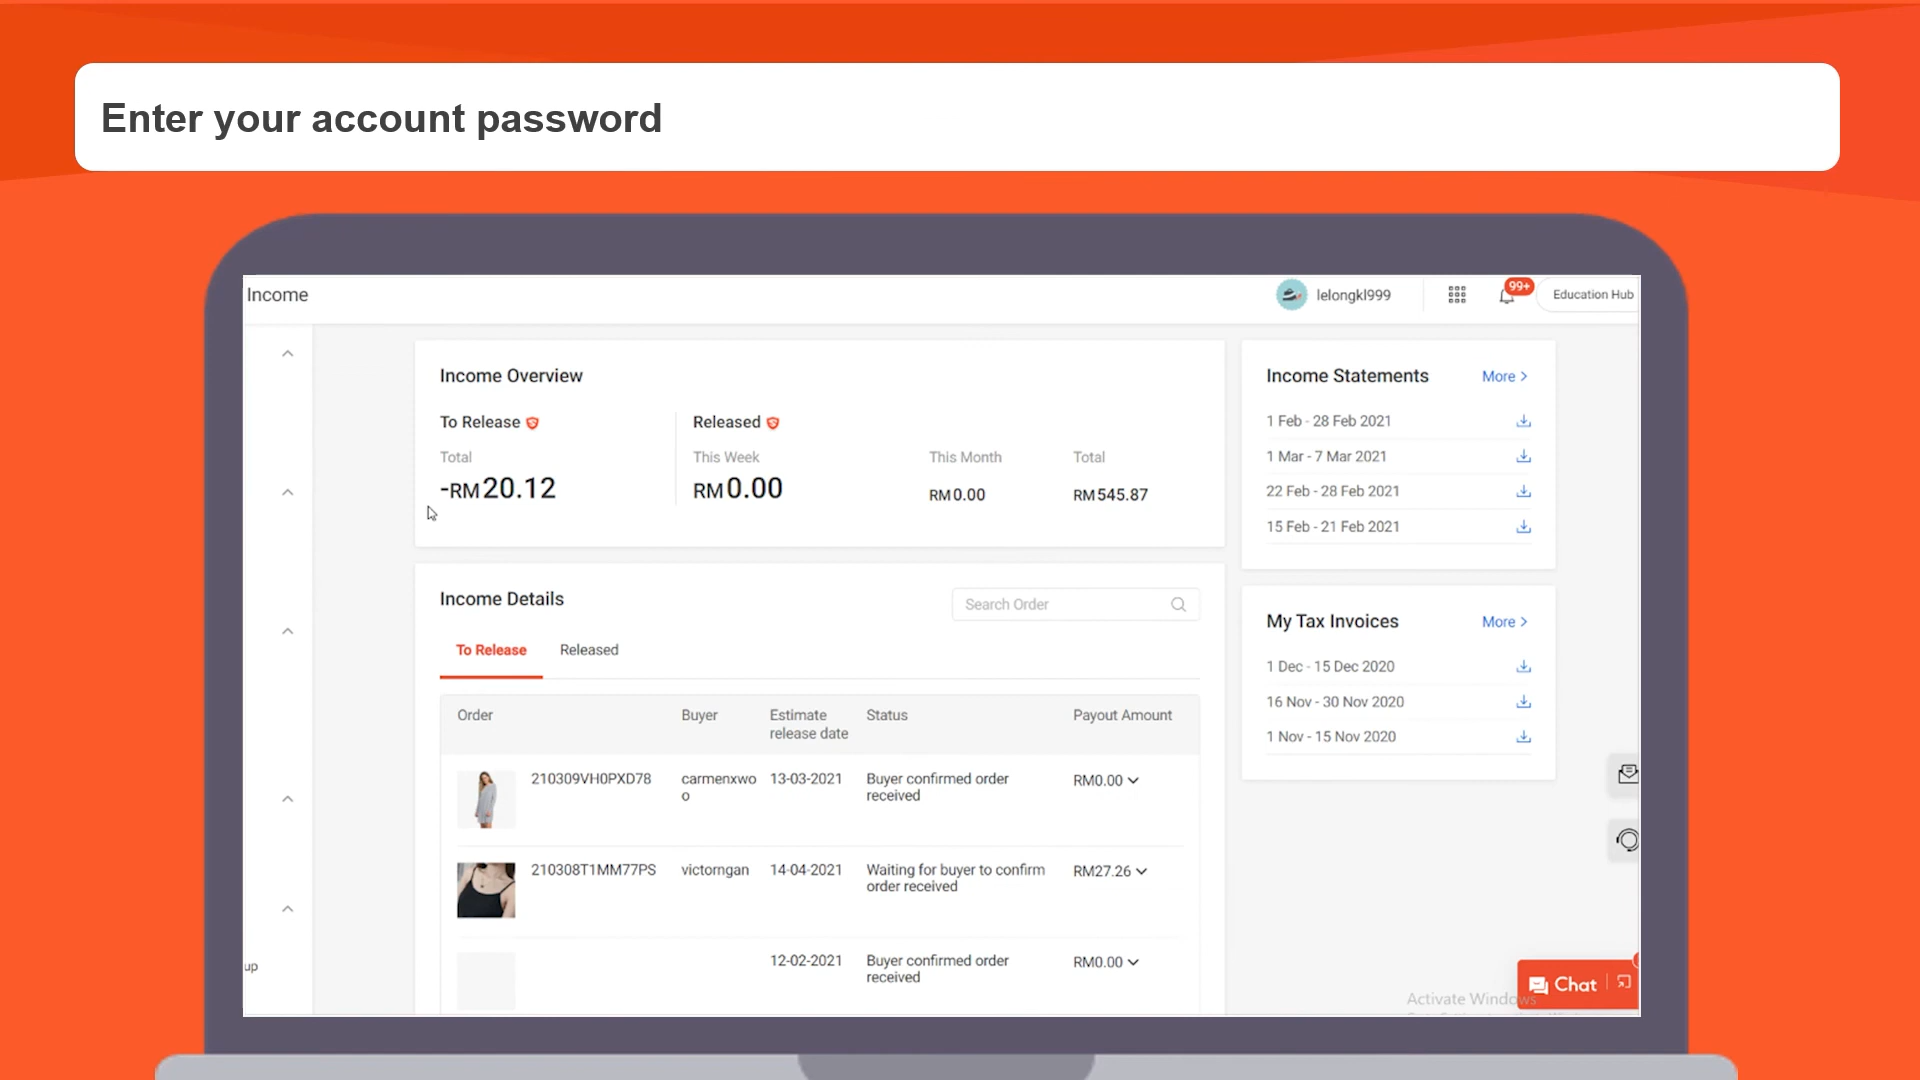 Enter your account password
Income
lelongkl999
99+
Education Hub
Income Overview
To Release
Released
Total
This Week
This Month
Total
-RM20.12
RM0.00
RM0.00
RM545.87
Income Statements
More >
1 Feb - 28 Feb 2021
1 Mar - 7 Mar 2021
22 Feb - 28 Feb 2021
15 Feb - 21 Feb 2021
Income Details
Search Order
To Release
Released
Order
Buyer
Estimate
release date
Status
Payout Amount
210309VH0PXD78
carmenxwo
o
13-03-2021
Buyer confirmed order
received
RM0.00
210308T1MM77PS
victorngan
14-04-2021
Waiting for buyer to confirm
order received
RM27.26
12-02-2021
Buyer confirmed order
received
RM0.00
My Tax Invoices
More >
1 Dec - 15 Dec 2020
16 Nov - 30 Nov 2020
1 Nov - 15 Nov 2020
up
Activate Windows
Chat